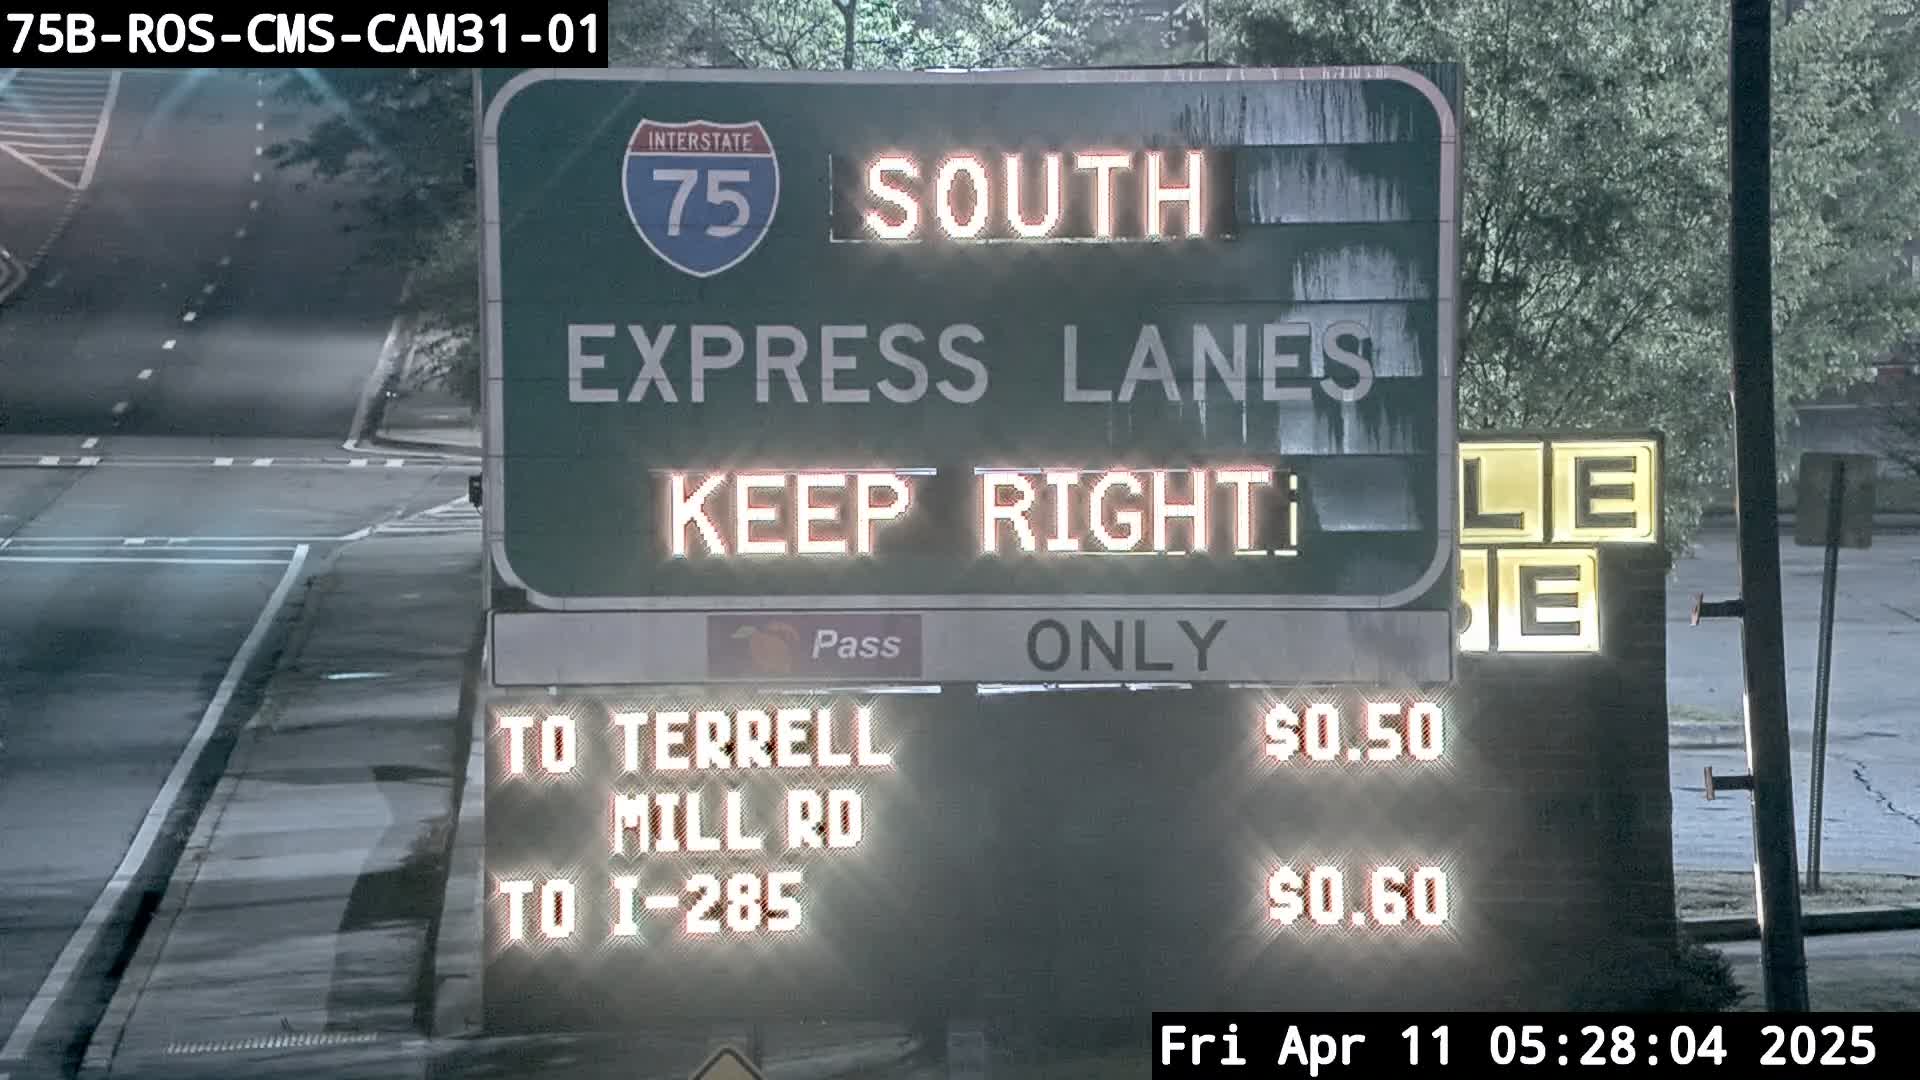 75B-ROS-CMS-CAM31-01
INTERSTATE
75
SOUTH
EXPRESS LANES
KEEP RIGHT
Pass ONLY
TO TERRELL $0.50
MILL RD
TO I-285 $0.60
LE
E
Fri Apr 11 05:28:04 2025